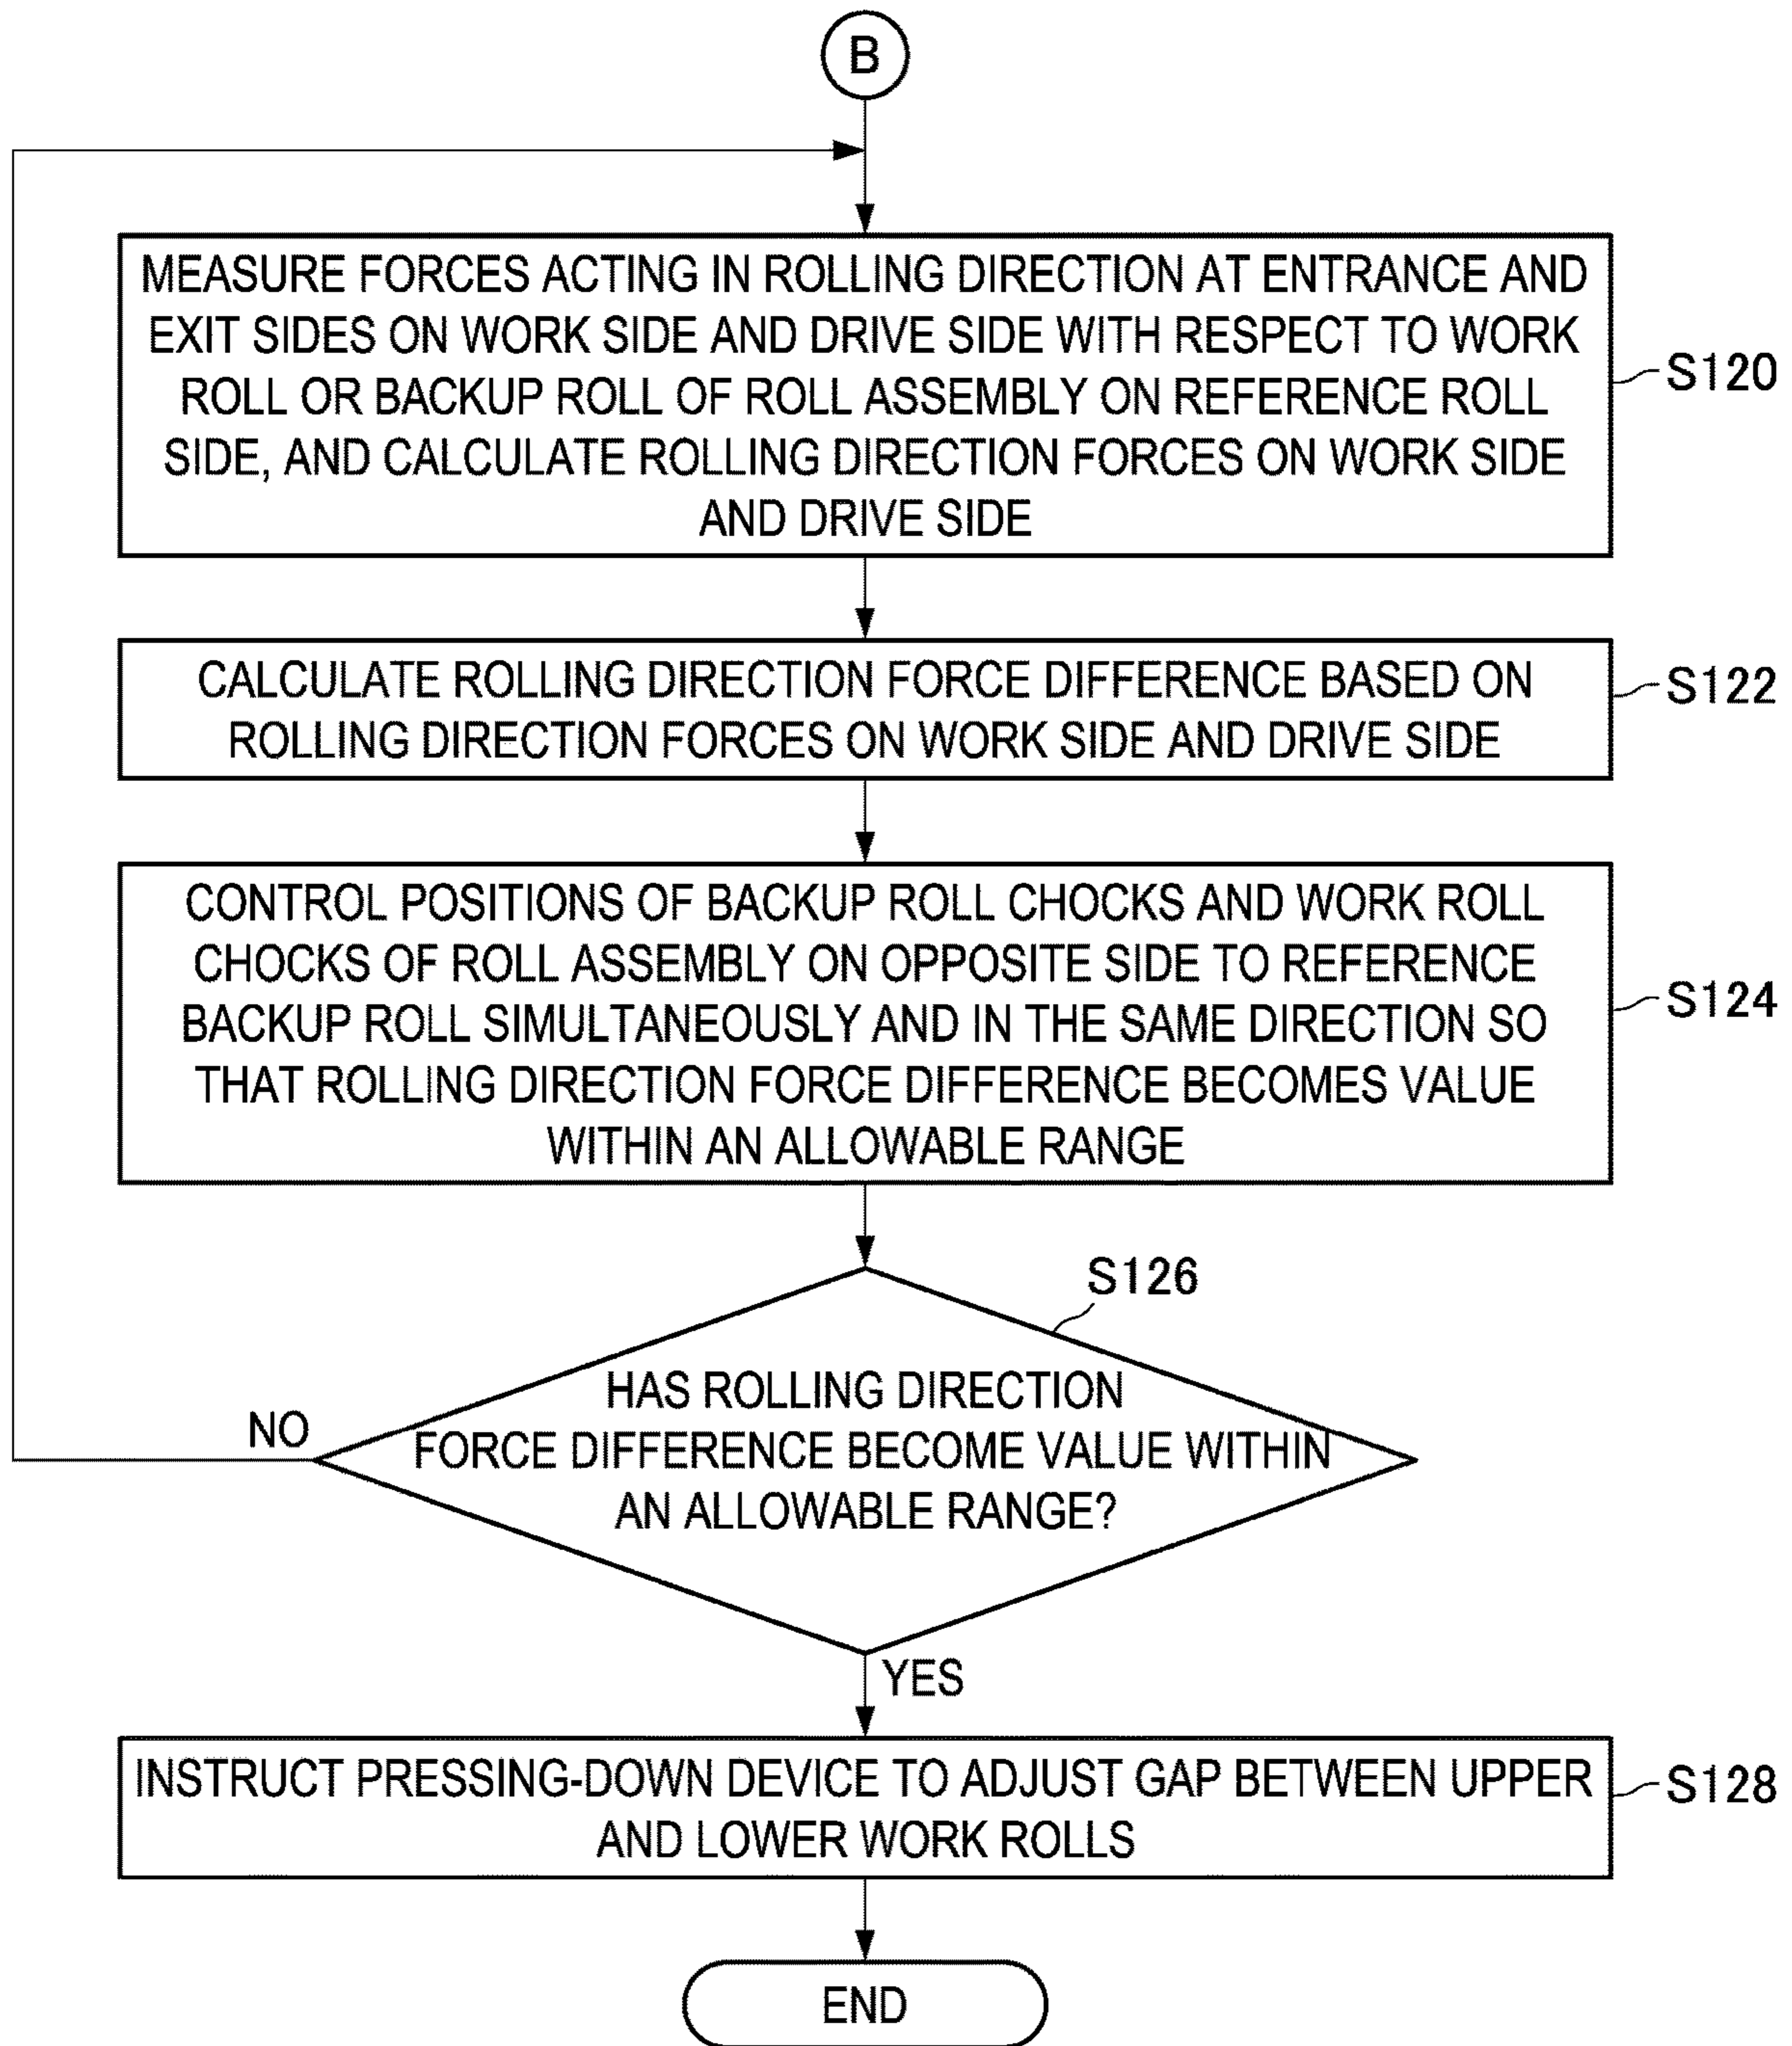 B
MEASURE FORCES ACTING IN ROLLING DIRECTION AT ENTRANCE AND
EXIT SIDES ON WORK SIDE AND DRIVE SIDE WITH RESPECT TO WORK
ROLL OR BACKUP ROLL OF ROLL ASSEMBLY ON REFERENCE ROLL
SIDE, AND CALCULATE ROLLING DIRECTION FORCES ON WORK SIDE
AND DRIVE SIDE
S120
CALCULATE ROLLING DIRECTION FORCE DIFFERENCE BASED ON
ROLLING DIRECTION FORCES ON WORK SIDE AND DRIVE SIDE
S122
CONTROL POSITIONS OF BACKUP ROLL CHOCKS AND WORK ROLL
CHOCKS OF ROLL ASSEMBLY ON OPPOSITE SIDE TO REFERENCE
BACKUP ROLL SIMULTANEOUSLY AND IN THE SAME DIRECTION SO
THAT ROLLING DIRECTION FORCE DIFFERENCE BECOMES VALUE
WITHIN AN ALLOWABLE RANGE
S124
S126
HAS ROLLING DIRECTION
FORCE DIFFERENCE BECOME VALUE WITHIN
AN ALLOWABLE RANGE?
NO
YES
INSTRUCT PRESSING-DOWN DEVICE TO ADJUST GAP BETWEEN UPPER
AND LOWER WORK ROLLS
S128
END